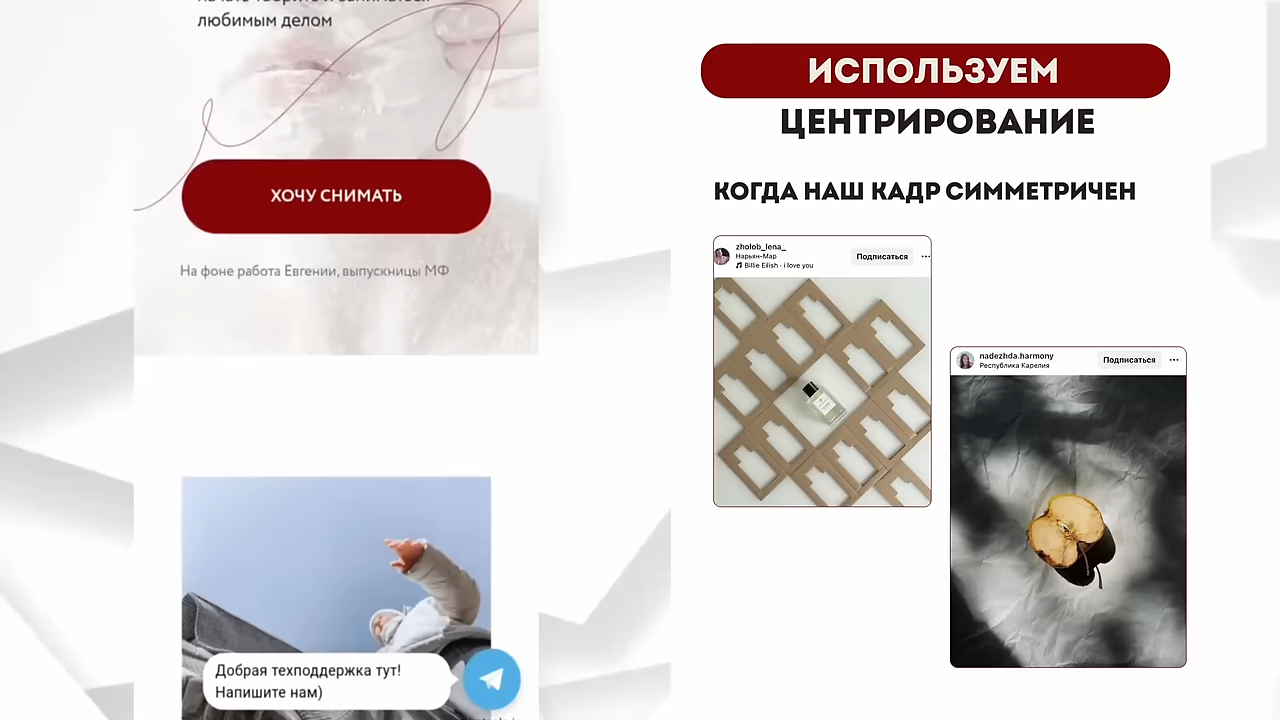 любимым делом
ХОЧУ СНИМАТЬ
На фоне работа Евгении, выпускницы МФ
Добрая техподдержка тут!
Напишите нам)
ИСПОЛЬЗУЕМ
ЦЕНТРИРОВАНИЕ
КОГДА НАШ КАДР СИММЕТРИЧЕН
zholob_lena_
Нарьян-Мар
Billie Eilish · i love you
Подписаться
nadezhda.harmony
Республика Карелия
Подписаться